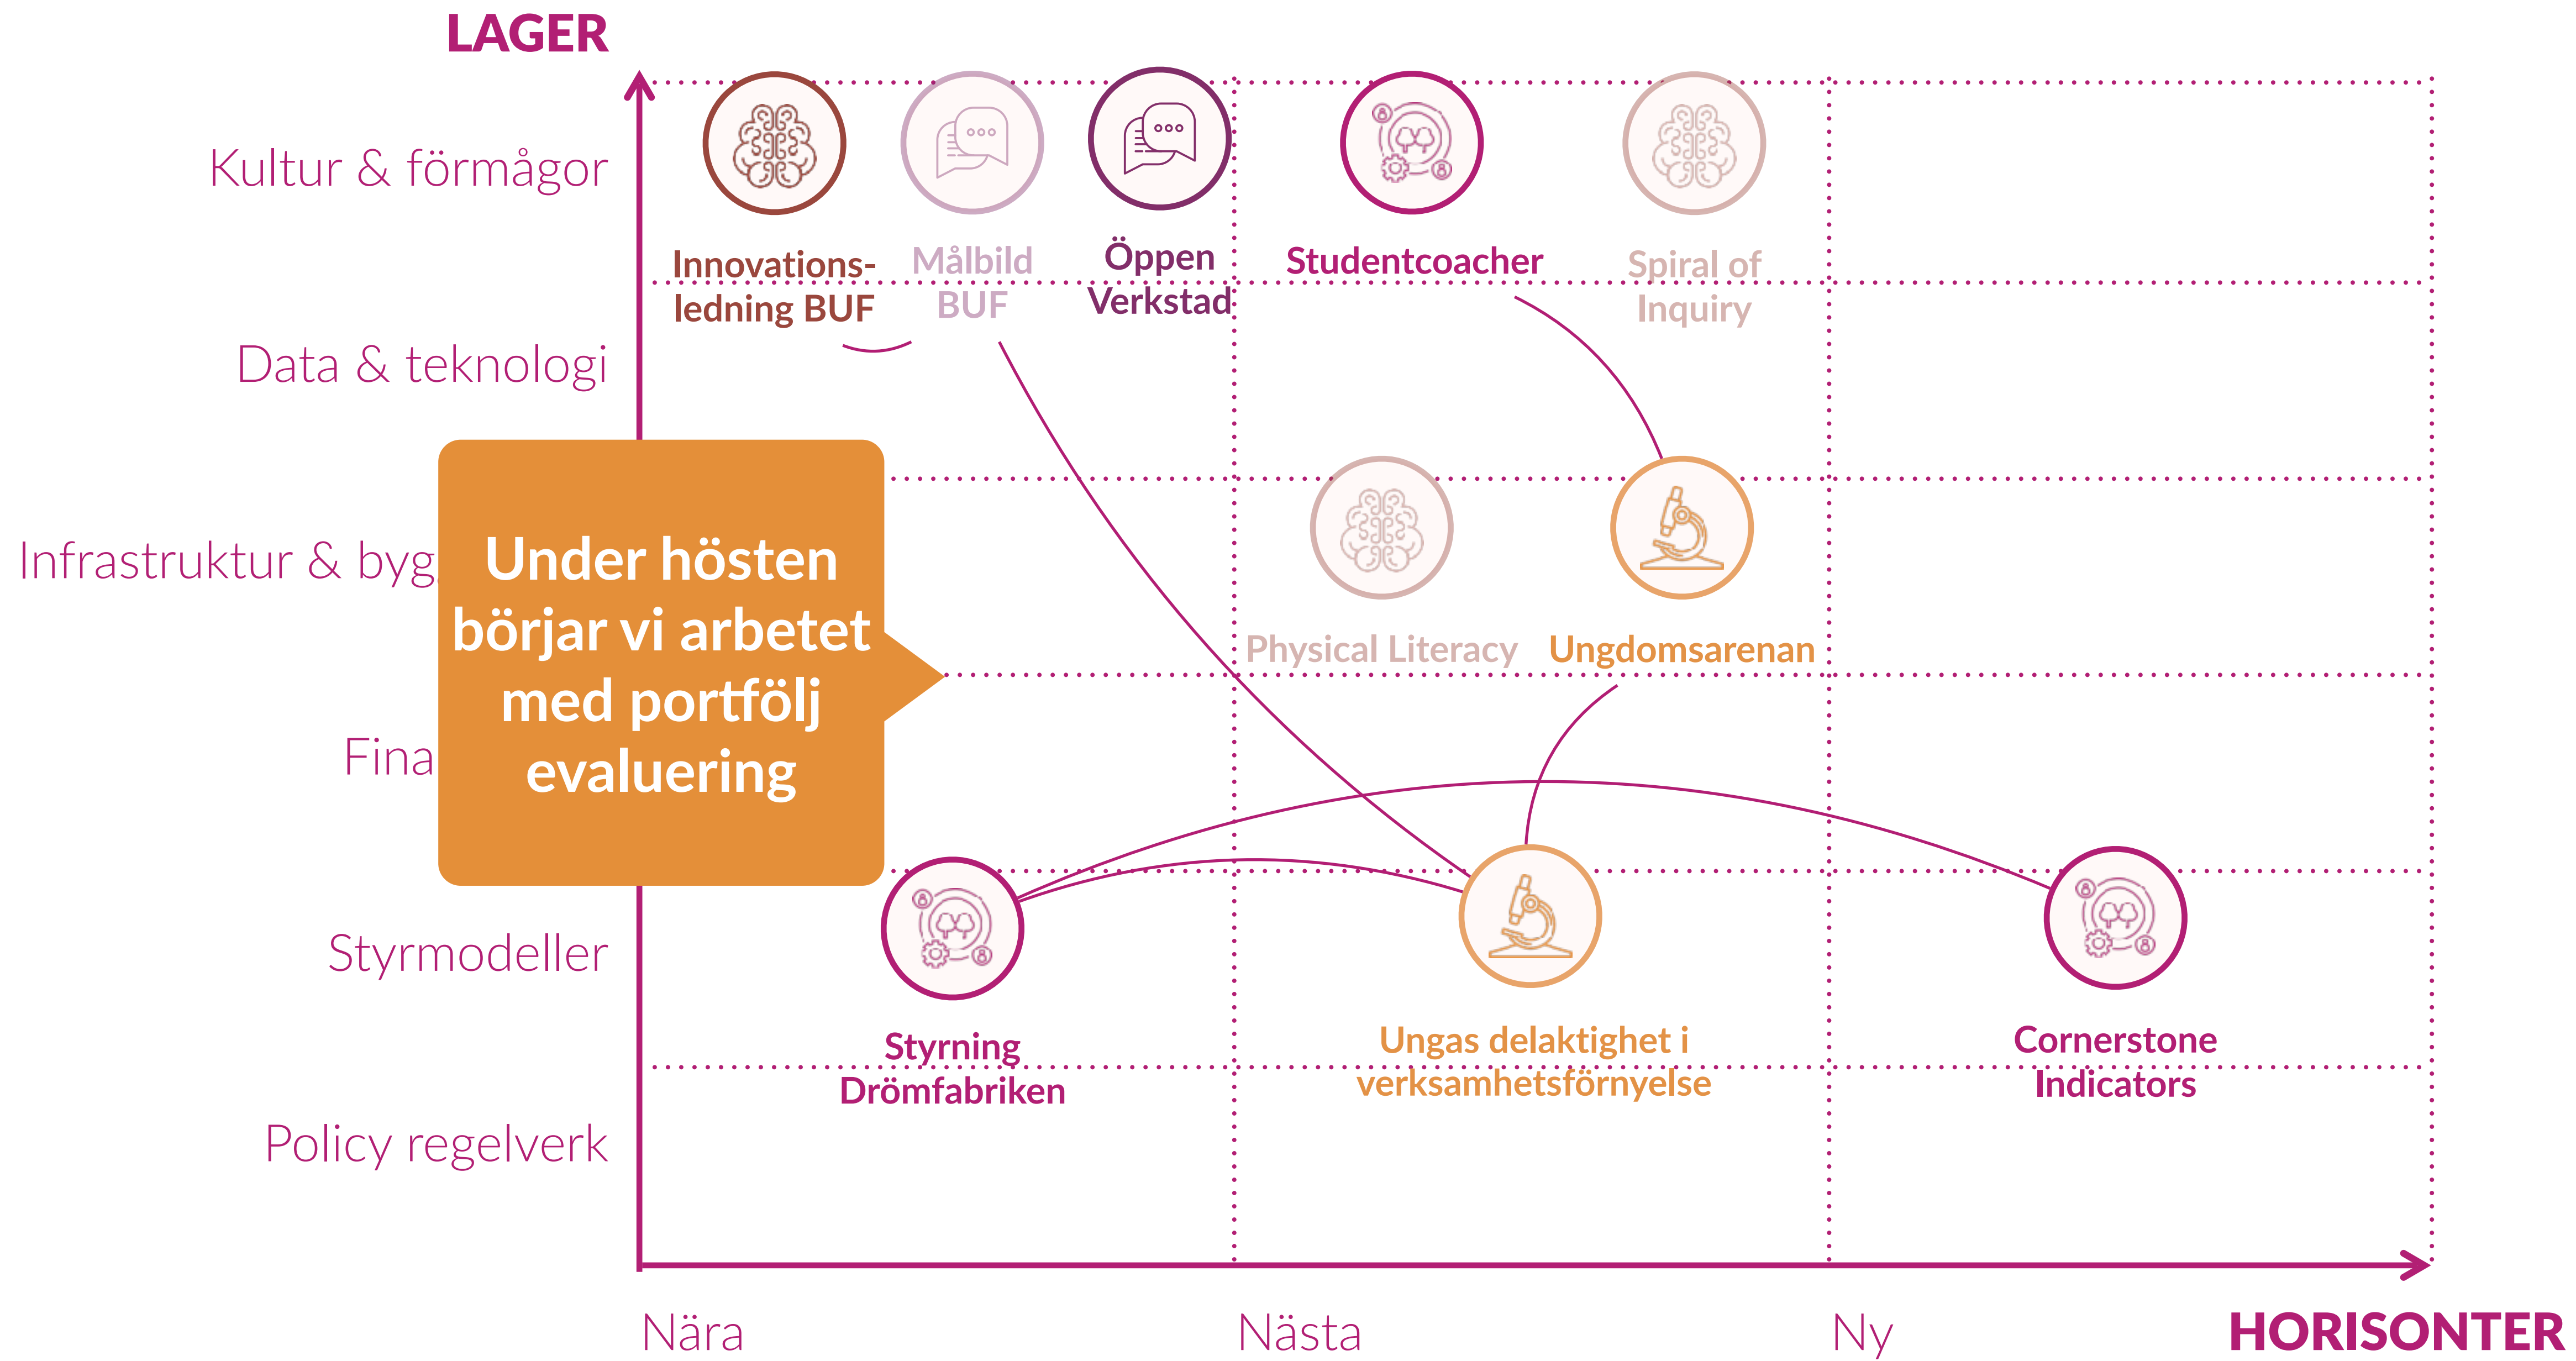 LAGER
Kultur & förmågor
Innovations-
ledning BUF
Målbild
BUF
Öppen
Verkstad
Studentcoacher
Spiral of
Inquiry
Data & teknologi
Infrastruktur &
Under hösten
börjar vi arbetet
med portfölj
evaluering
Physical Literacy
Ungdomsarenan
Styrmodeller
Styrning
Drömfabriken
Ungas delaktighet i
verksamhetsförnyelse
Cornerstone
Indicators
Policy regelverk
Nära
Nästa
Ny
HORISONTER